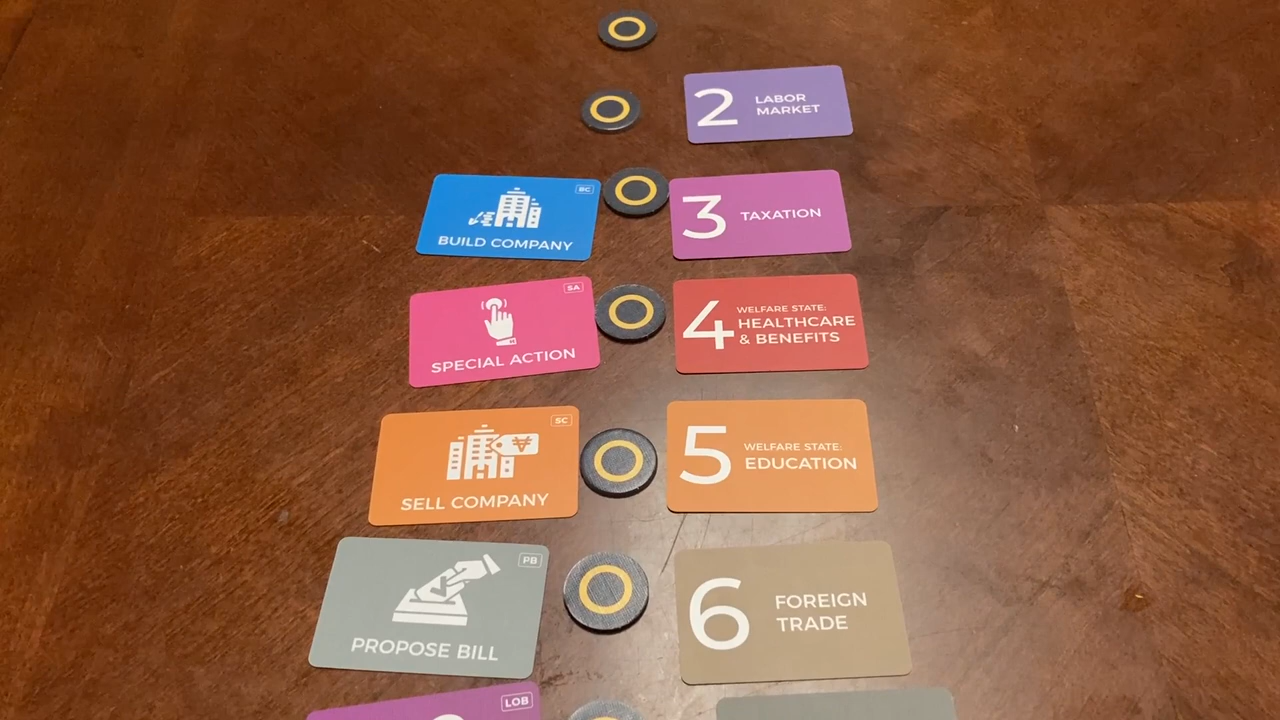 2
LABOR
MARKET
BC
BUILD COMPANY
3
TAXATION
SA
SPECIAL ACTION
4
WELFARE STATE:
HEALTHCARE
& BENEFITS
SC
SELL COMPANY
5
WELFARE STATE:
EDUCATION
PB
PROPOSE BILL
6
FOREIGN
TRADE
LOB